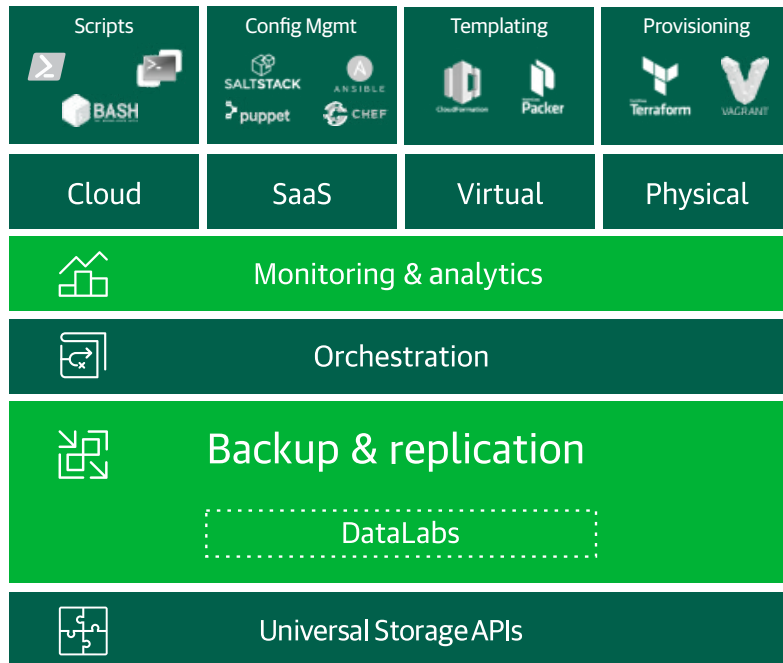 Scripts
Config Mgmt
Templating
Provisioning
SALTSTACK
ANSIBLE
BASH
puppet
CHEF
CloudFormation
Packer
Terraform
VAGRANT
Cloud
SaaS
Virtual
Physical
Monitoring & analytics
Orchestration
Backup & replication
DataLabs
Universal Storage APIs